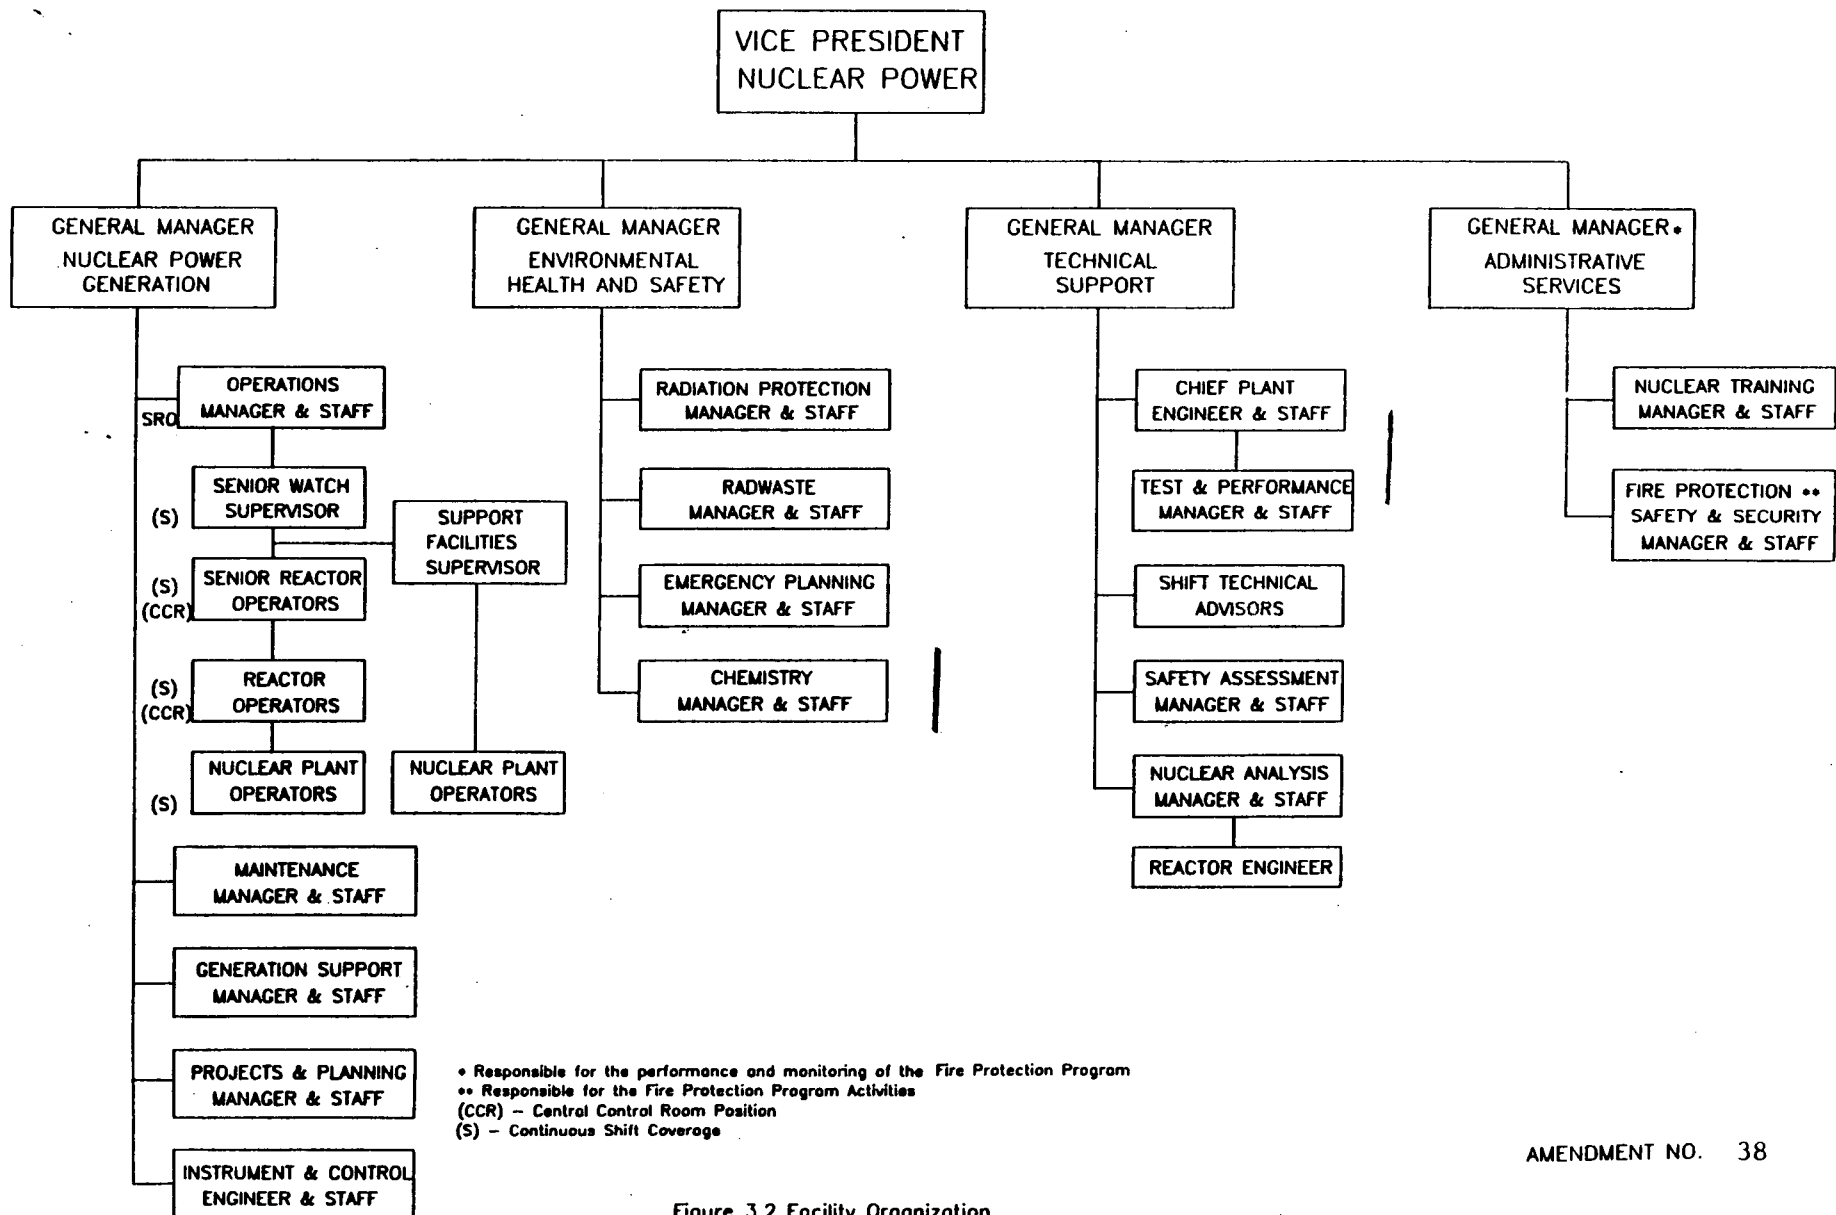 VICE PRESIDENT
NUCLEAR POWER
GENERAL MANAGER
NUCLEAR POWER
GENERATION
GENERAL MANAGER
ENVIRONMENTAL
HEALTH AND SAFETY
GENERAL MANAGER
TECHNICAL
SUPPORT
GENERAL MANAGER*
ADMINISTRATIVE
SERVICES
OPERATIONS
MANAGER & STAFF
SRO
SENIOR WATCH
SUPERVISOR
(S)
SUPPORT
FACILITIES
SUPERVISOR
SENIOR REACTOR
OPERATORS
(S)
(CCR)
REACTOR
OPERATORS
(S)
(CCR)
NUCLEAR PLANT
OPERATORS
(S)
NUCLEAR PLANT
OPERATORS
MAINTENANCE
MANAGER & STAFF
GENERATION SUPPORT
MANAGER & STAFF
PROJECTS & PLANNING
MANAGER & STAFF
INSTRUMENT & CONTROL
ENGINEER & STAFF
RADIATION PROTECTION
MANAGER & STAFF
RADWASTE
MANAGER & STAFF
EMERGENCY PLANNING
MANAGER & STAFF
CHEMISTRY
MANAGER & STAFF
CHIEF PLANT
ENGINEER & STAFF
TEST & PERFORMANCE
MANAGER & STAFF
SHIFT TECHNICAL
ADVISORS
SAFETY ASSESSMENT
MANAGER & STAFF
NUCLEAR ANALYSIS
MANAGER & STAFF
REACTOR ENGINEER
NUCLEAR TRAINING
MANAGER & STAFF
FIRE PROTECTION **
SAFETY & SECURITY
MANAGER & STAFF
* Responsible for the performance and monitoring of the Fire Protection Program
** Responsible for the Fire Protection Program Activities
(CCR) – Central Control Room Position
(S) – Continuous Shift Coverage
AMENDMENT NO. 38
Figure 3.2 Facility Organization